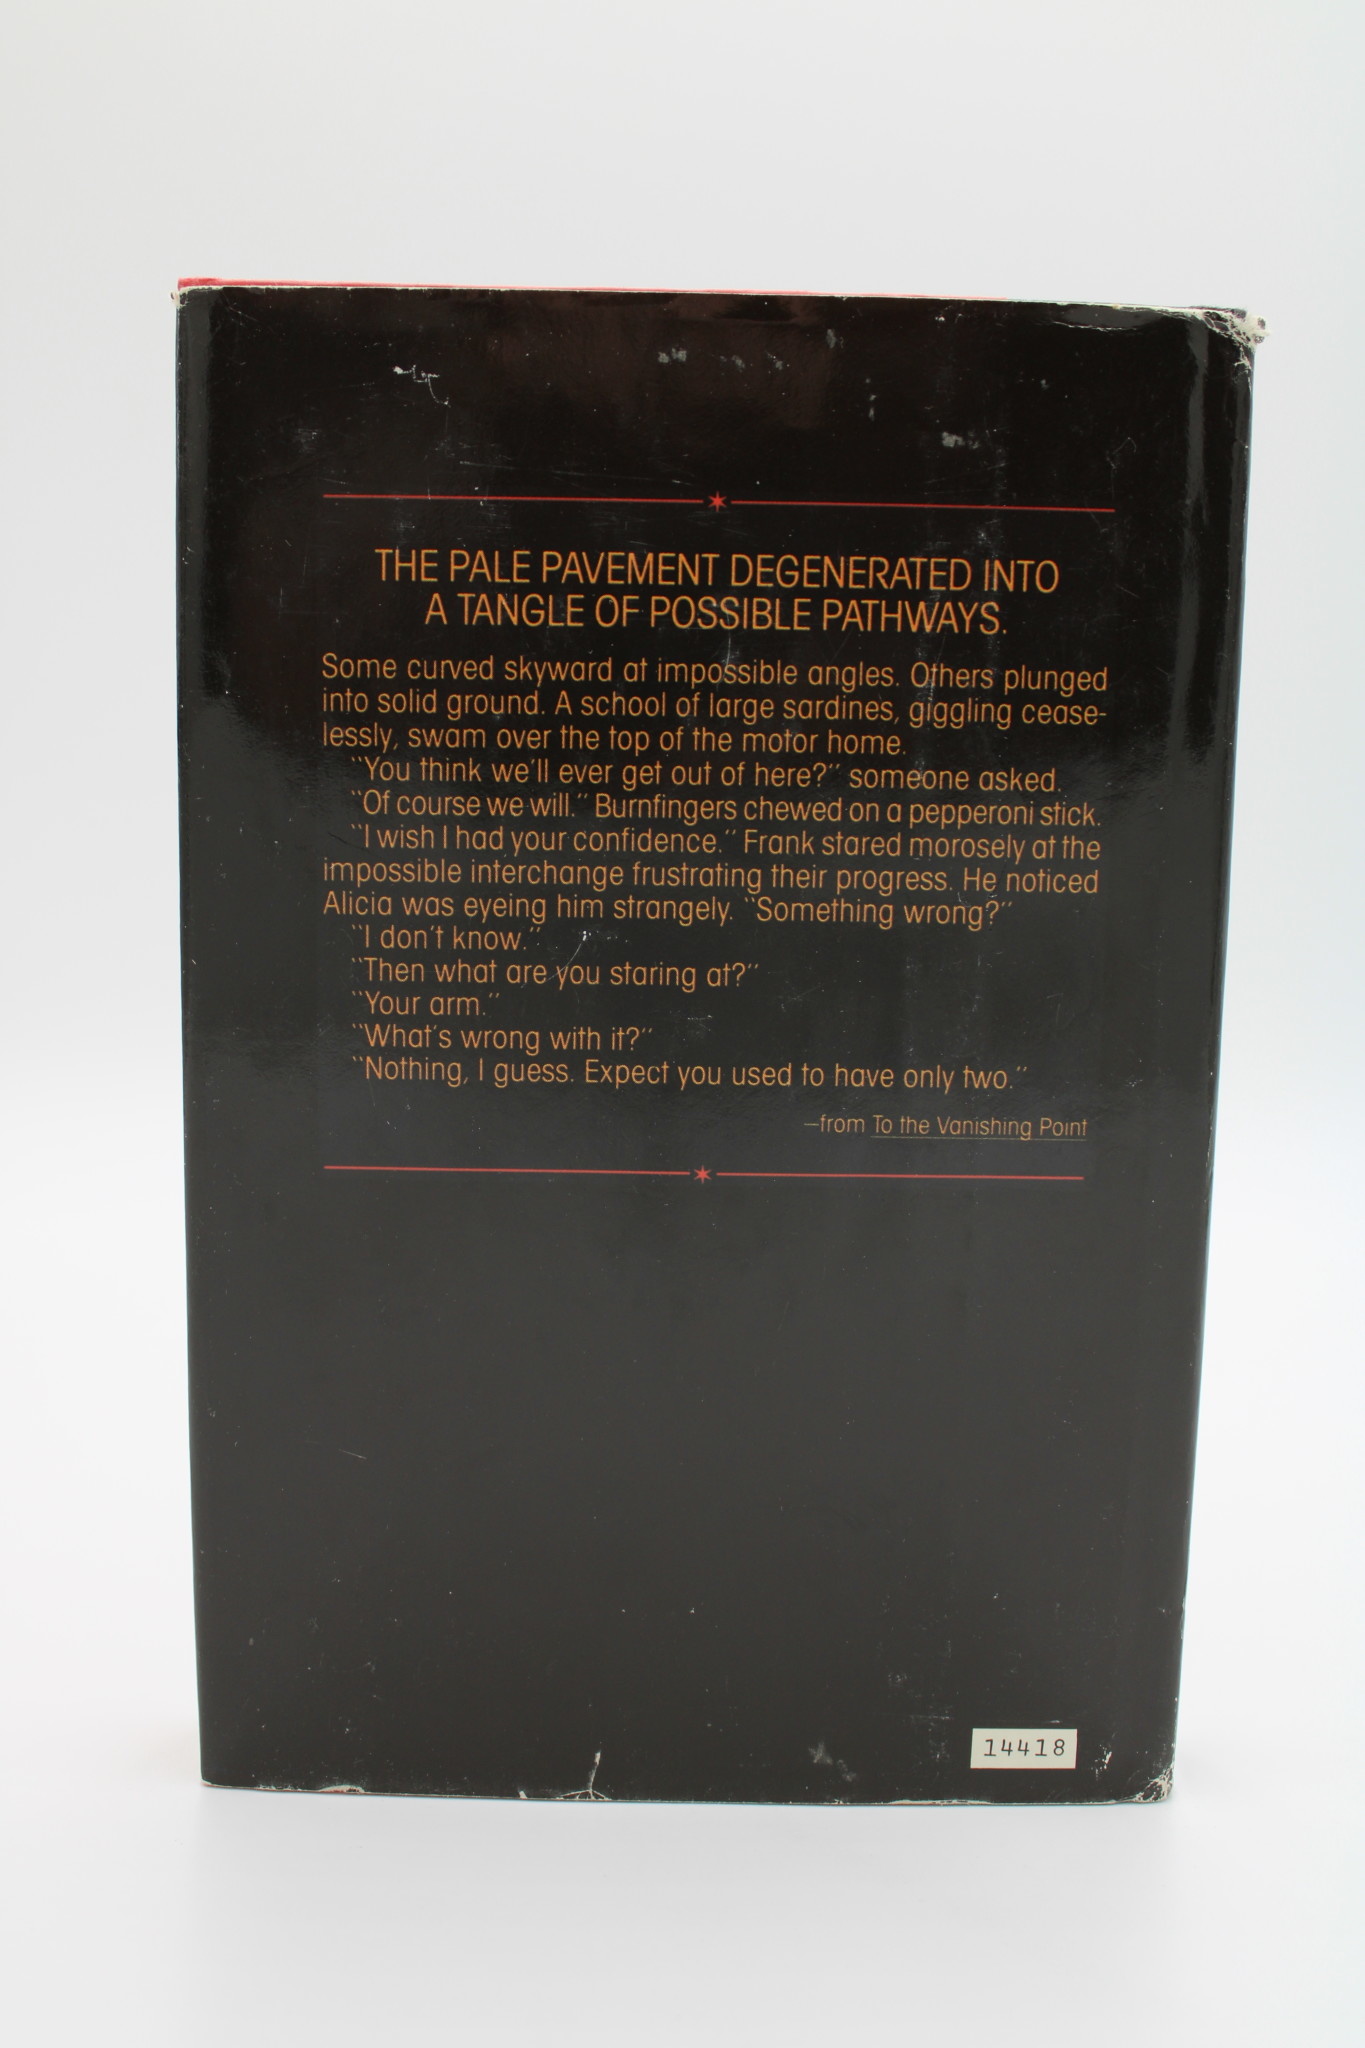 THE PALE PAVEMENT DEGENERATED INTO
A TANGLE OF POSSIBLE PATHWAYS.
Some curved skyward at impossible angles. Others plunged
into solid ground. A school of large sardines, giggling cease-
lessly, swam over the top of the motor home.
"You think we'll ever get out of here?" someone asked.
"Of course we will." Burnfingers chewed on a pepperoni stick.
"I wish I had your confidence." Frank stared morosely at the
impossible interchange frustrating their progress. He noticed
Alicia was eyeing him strangely. "Something wrong?"
"I don't know."
"Then what are you staring at?"
"Your arm."
"What's wrong with it?"
"Nothing, I guess. Expect you used to have only two."
—from To the Vanishing Point
14418